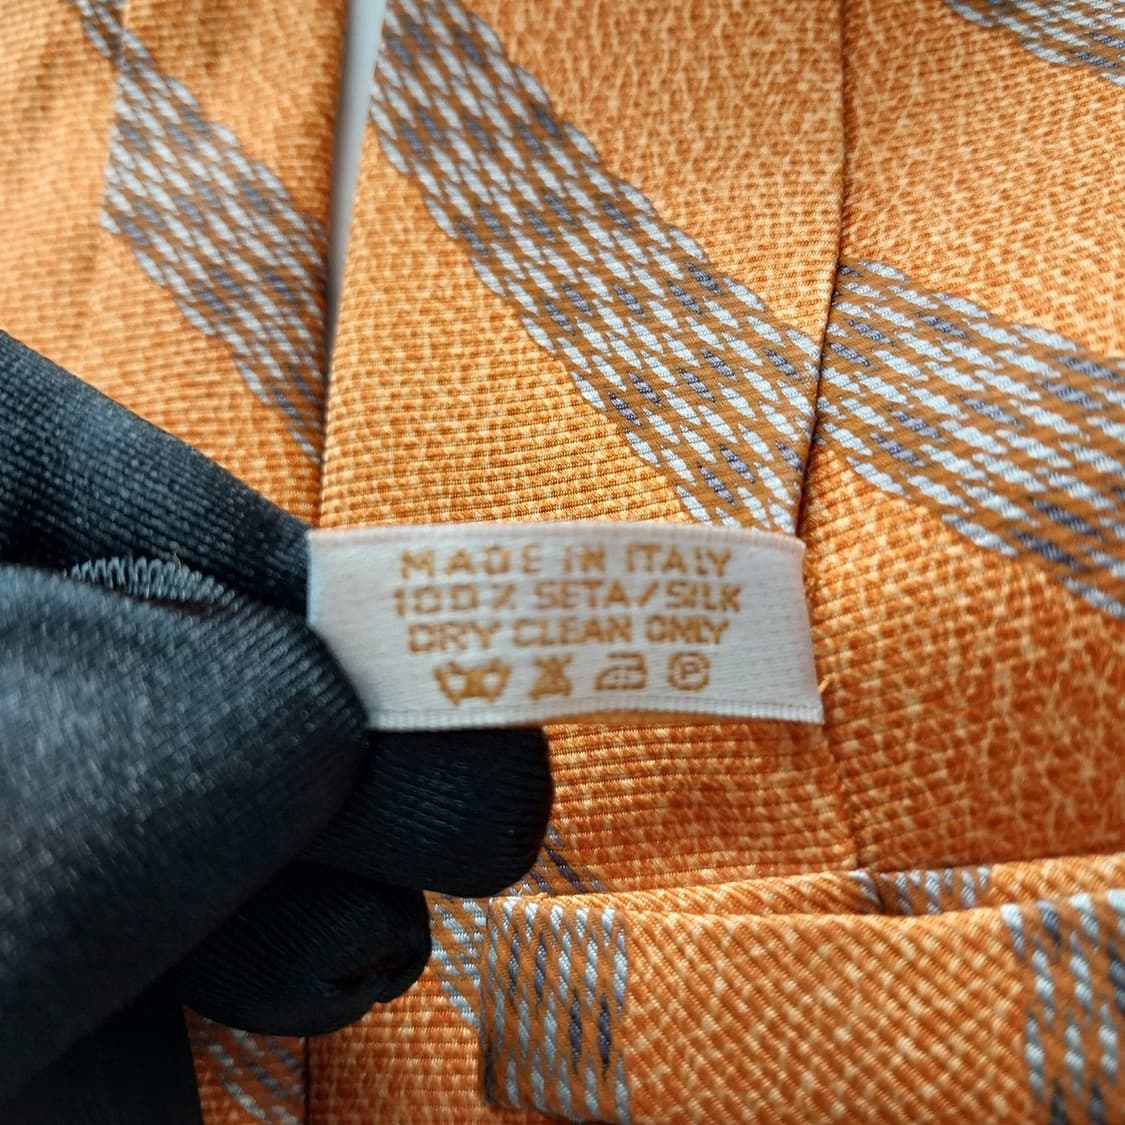 MADE IN ITALY
100% SETA/SILK
DRY CLEAN ONLY
P